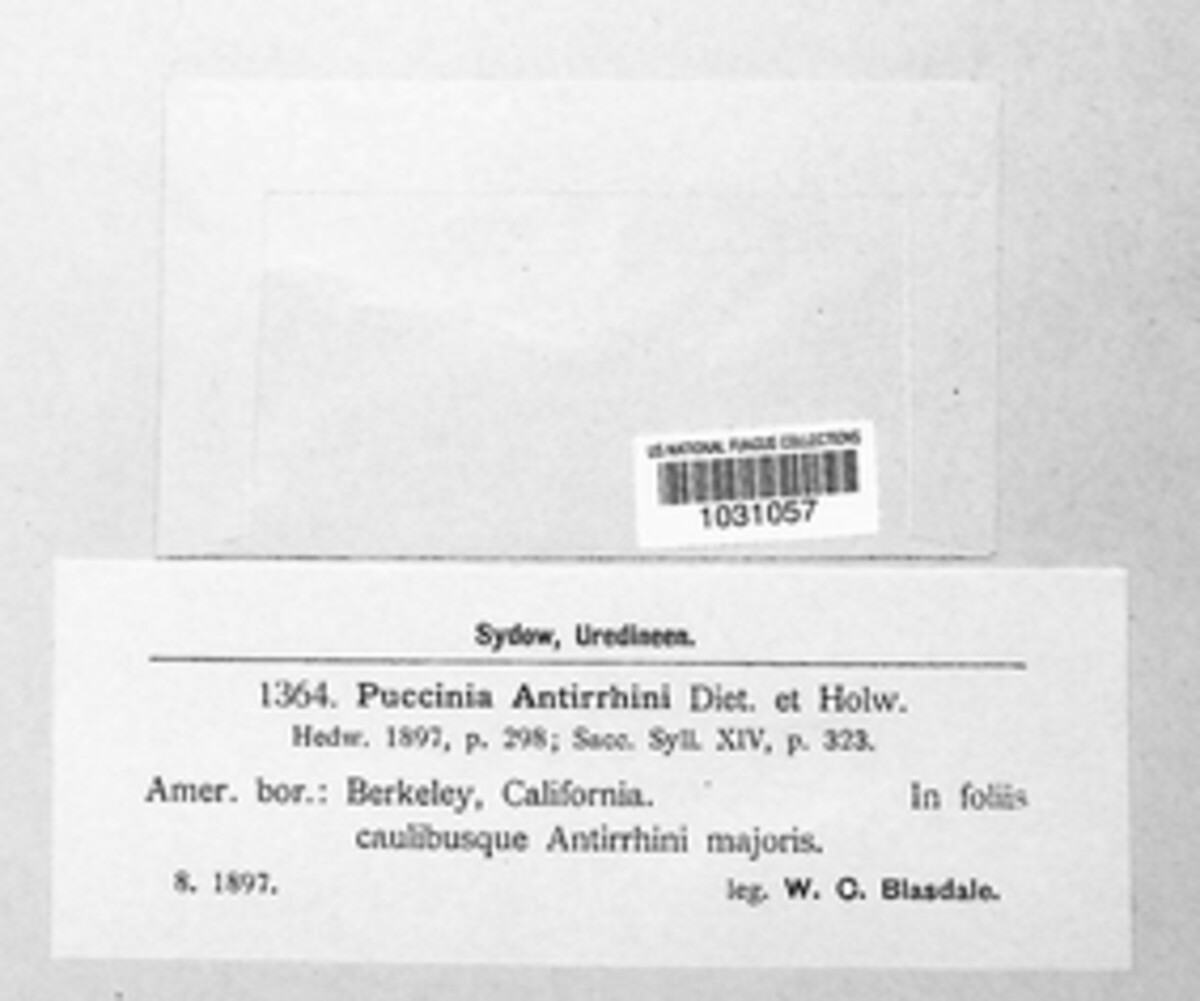 US NATIONAL FUNGUS COLLECTIONS
1031057
Sydow, Uredineen.
1364. Puccinia Antirrhini Diet. et Holw.
Hedw. 1897, p. 298; Sacc. Syll. XIV, p. 323.
Amer. bor.: Berkeley, California. In foliis
caulibusque Antirrhini majoris.
8. 1897. leg. W. C. Blasdale.